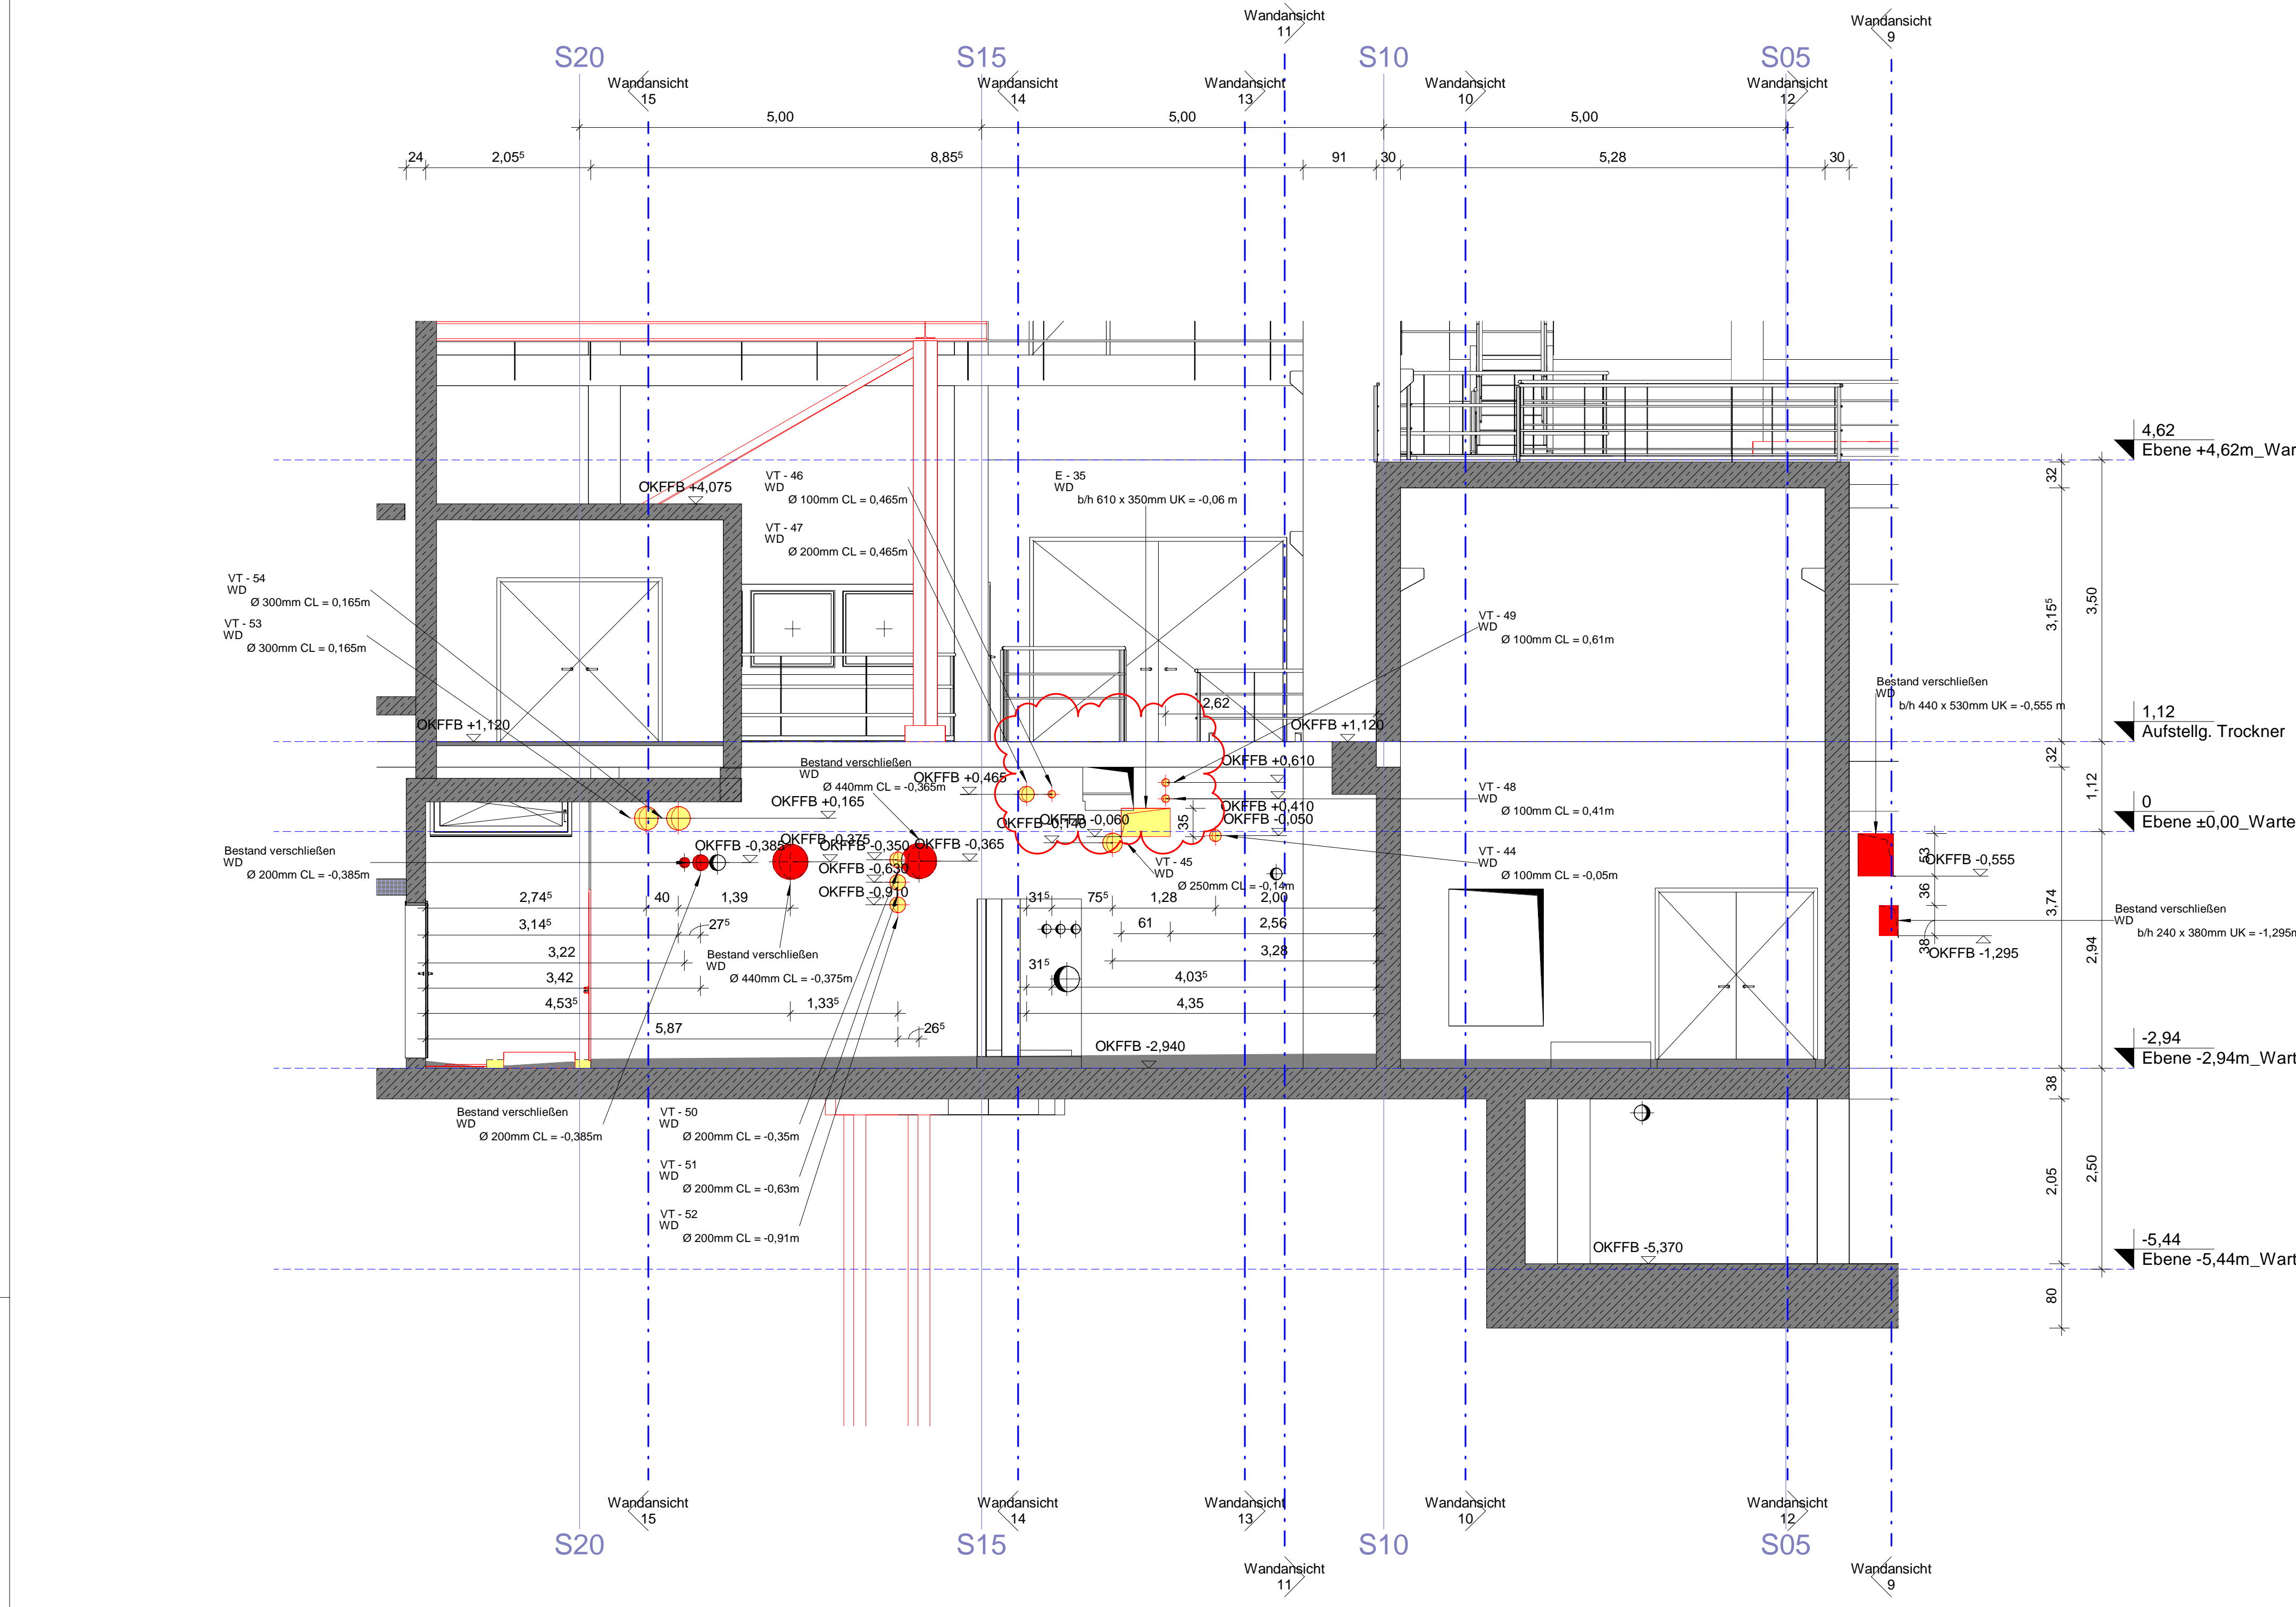 Wandansicht
11
Wandansicht
9
S20
S15
S10
S05
Wandansicht
15
Wandansicht
14
Wandansicht
13
Wandansicht
10
Wandansicht
12
5,00
5,00
5,00
24
2,05⁵
8,85⁵
91
30
5,28
30
4,62
Ebene +4,62m_War
32
VT - 46
WD
Ø 100mm CL = 0,465m
E - 35
WD
b/h 610 x 350mm UK = -0,06 m
OKFFB +4,075
VT - 47
WD
Ø 200mm CL = 0,465m
VT - 54
WD
Ø 300mm CL = 0,165m
VT - 53
WD
Ø 300mm CL = 0,165m
VT - 49
WD
Ø 100mm CL = 0,61m
3,15⁵
3,50
Bestand verschließen
WD
b/h 440 x 530mm UK = -0,555 m
2,62
OKFFB +1,120
OKFFB +1,120
1,12
Aufstellg. Trockner
32
1,12
Bestand verschließen
WD
Ø 440mm CL = -0,365m
OKFFB +0,465
OKFFB +0,610
OKFFB +0,165
OKFFB +0,410
OKFFB -0,050
OKFFB -0,060
OKFFB -0,140
35
VT - 48
WD
Ø 100mm CL = 0,41m
0
Ebene ±0,00_Warte
OKFFB -0,385
OKFFB -0,375
OKFFB -0,350
OKFFB -0,365
OKFFB -0,630
OKFFB -0,910
Bestand verschließen
WD
Ø 200mm CL = -0,385m
VT - 45
WD
Ø 250mm CL = -0,14m
VT - 44
WD
Ø 100mm CL = -0,05m
53
OKFFB -0,555
36
38
OKFFB -1,295
Bestand verschließen
WD
b/h 240 x 380mm UK = -1,295m
2,74⁵
40
1,39
31⁵
75⁵
1,28
2,00
3,14⁵
27⁵
61
2,56
3,22
3,28
Bestand verschließen
WD
Ø 440mm CL = -0,375m
3,42
31⁵
4,03⁵
4,53⁵
1,33⁵
4,35
5,87
26⁵
3,74
2,94
OKFFB -2,940
-2,94
Ebene -2,94m_Wart
38
Bestand verschließen
WD
Ø 200mm CL = -0,385m
VT - 50
WD
Ø 200mm CL = -0,35m
VT - 51
WD
Ø 200mm CL = -0,63m
VT - 52
WD
Ø 200mm CL = -0,91m
2,05
2,50
OKFFB -5,370
-5,44
Ebene -5,44m_Wart
80
Wandansicht
15
Wandansicht
14
Wandansicht
13
Wandansicht
10
Wandansicht
12
S20
S15
S10
S05
Wandansicht
11
Wandansicht
9